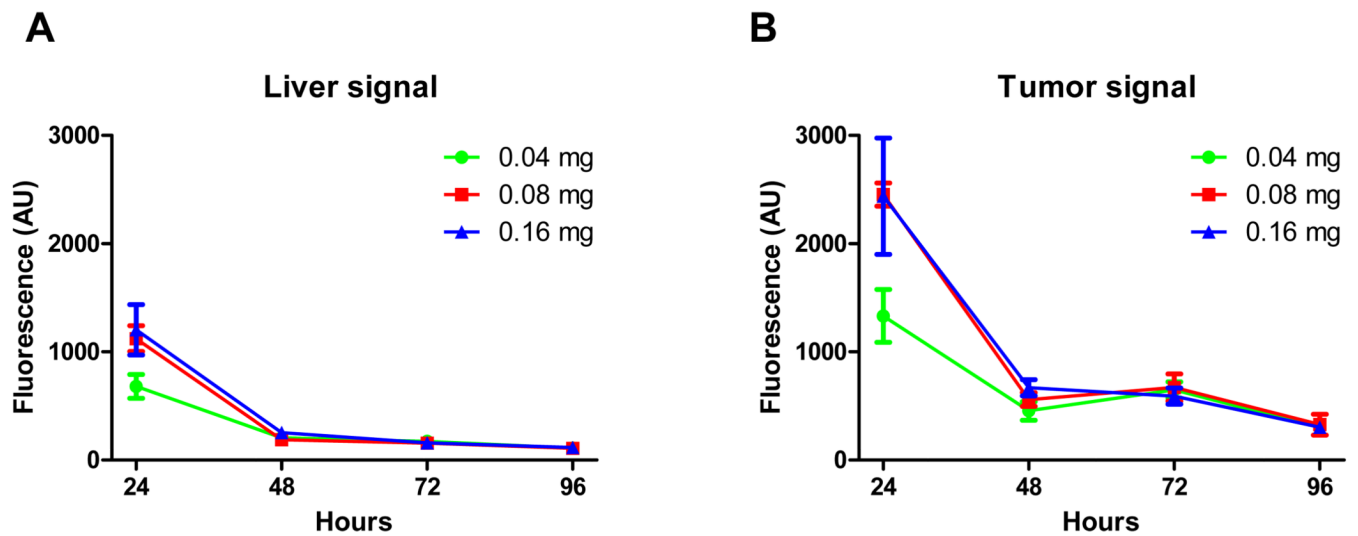 A
Liver signal
3000
2000
1000
0
Fluorescence (AU)
0.04 mg
0.08 mg
0.16 mg
24 48 72 96
Hours
B
Tumor signal
3000
2000
1000
0
Fluorescence (AU)
0.04 mg
0.08 mg
0.16 mg
24 48 72 96
Hours